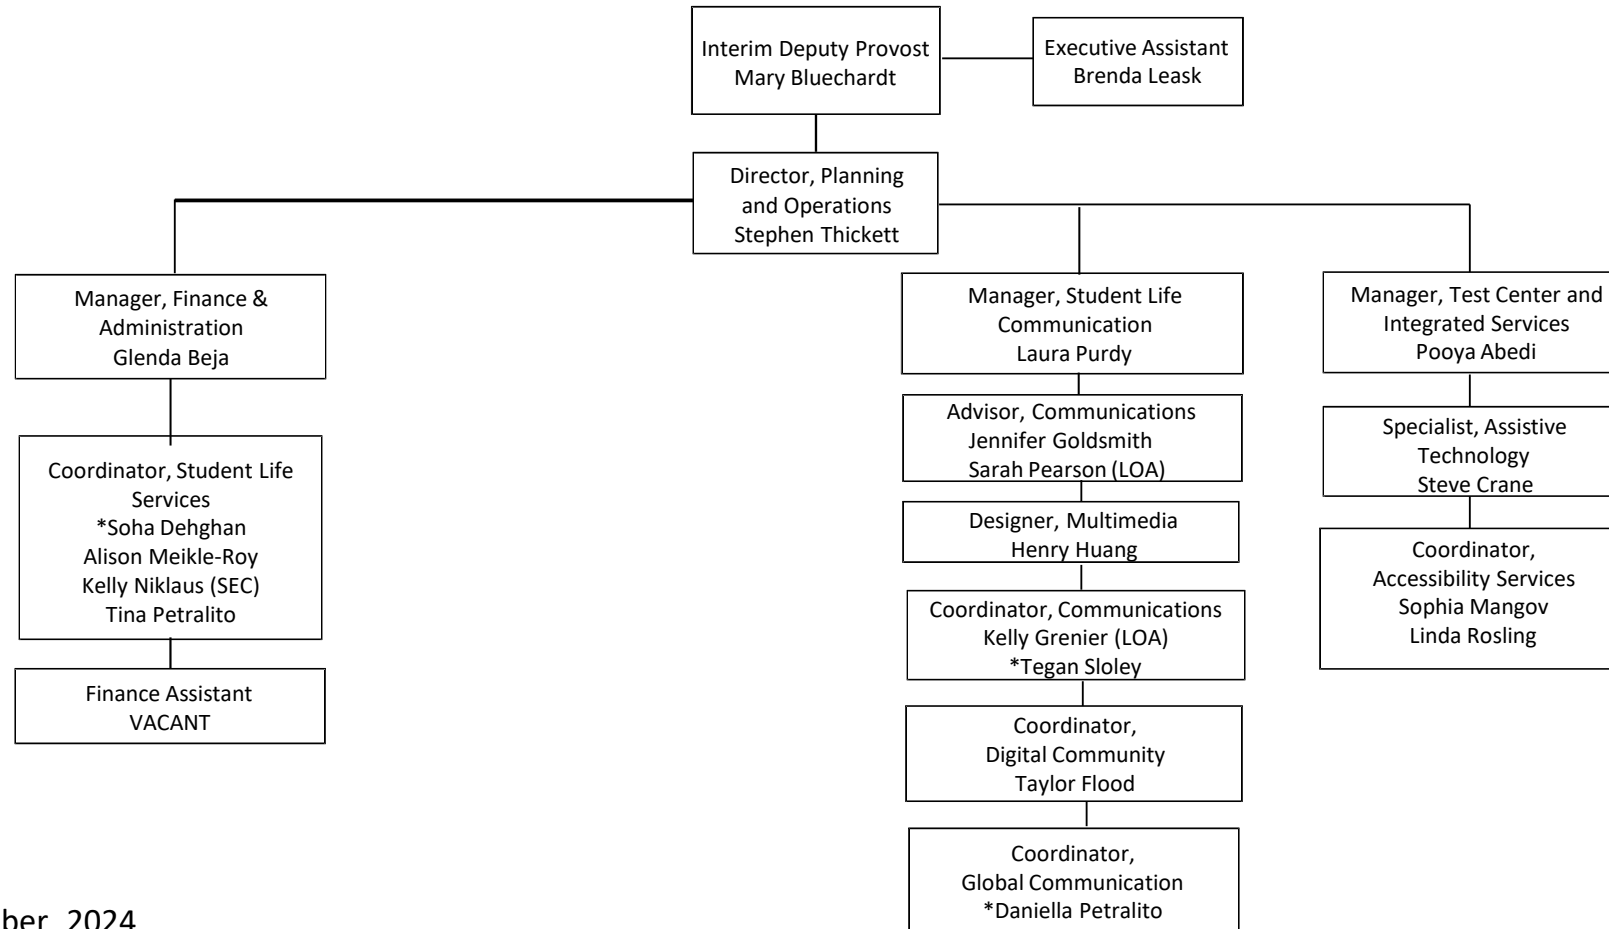 Interim Deputy Provost
Mary Bluechardt
Executive Assistant
Brenda Leask
Director, Planning
and Operations
Stephen Thickett
Manager, Finance &
Administration
Glenda Beja
Coordinator, Student Life
Services
*Soha Dehghan
Alison Meikle-Roy
Kelly Niklaus (SEC)
Tina Petralito
Finance Assistant
VACANT
Manager, Student Life
Communication
Laura Purdy
Advisor, Communications
Jennifer Goldsmith
Sarah Pearson (LOA)
Designer, Multimedia
Henry Huang
Coordinator, Communications
Kelly Grenier (LOA)
*Tegan Sloley
Coordinator,
Digital Community
Taylor Flood
Coordinator,
Global Communication
*Daniella Petralito
Manager, Test Center and
Integrated Services
Pooya Abedi
Specialist, Assistive
Technology
Steve Crane
Coordinator,
Accessibility Services
Sophia Mangov
Linda Rosling
2024